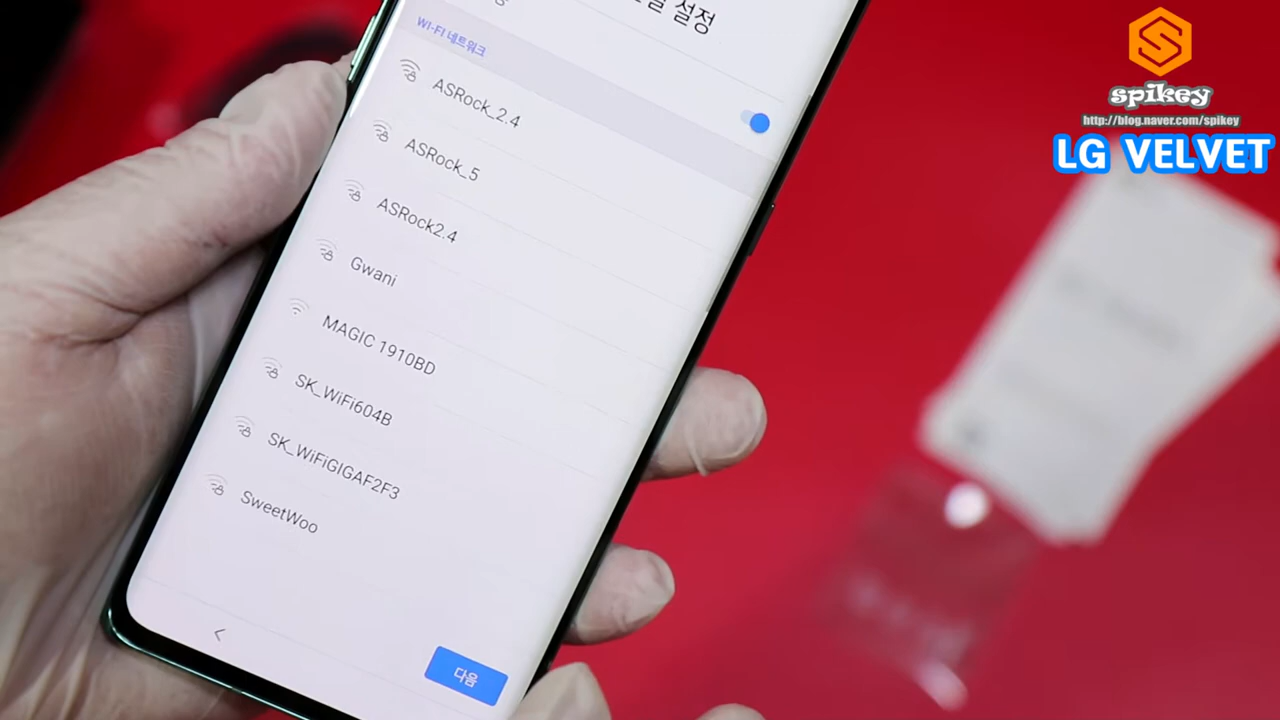 설정
WI-FI 네트워크
ASRock_2.4
ASRock_5
ASRock2.4
Gwani
MAGIC 1910BD
SK_WiFi604B
SK_WiFiGIGAF2F3
SweetWoo
다음
spikey
http://blog.naver.com/spikey
LG VELVET